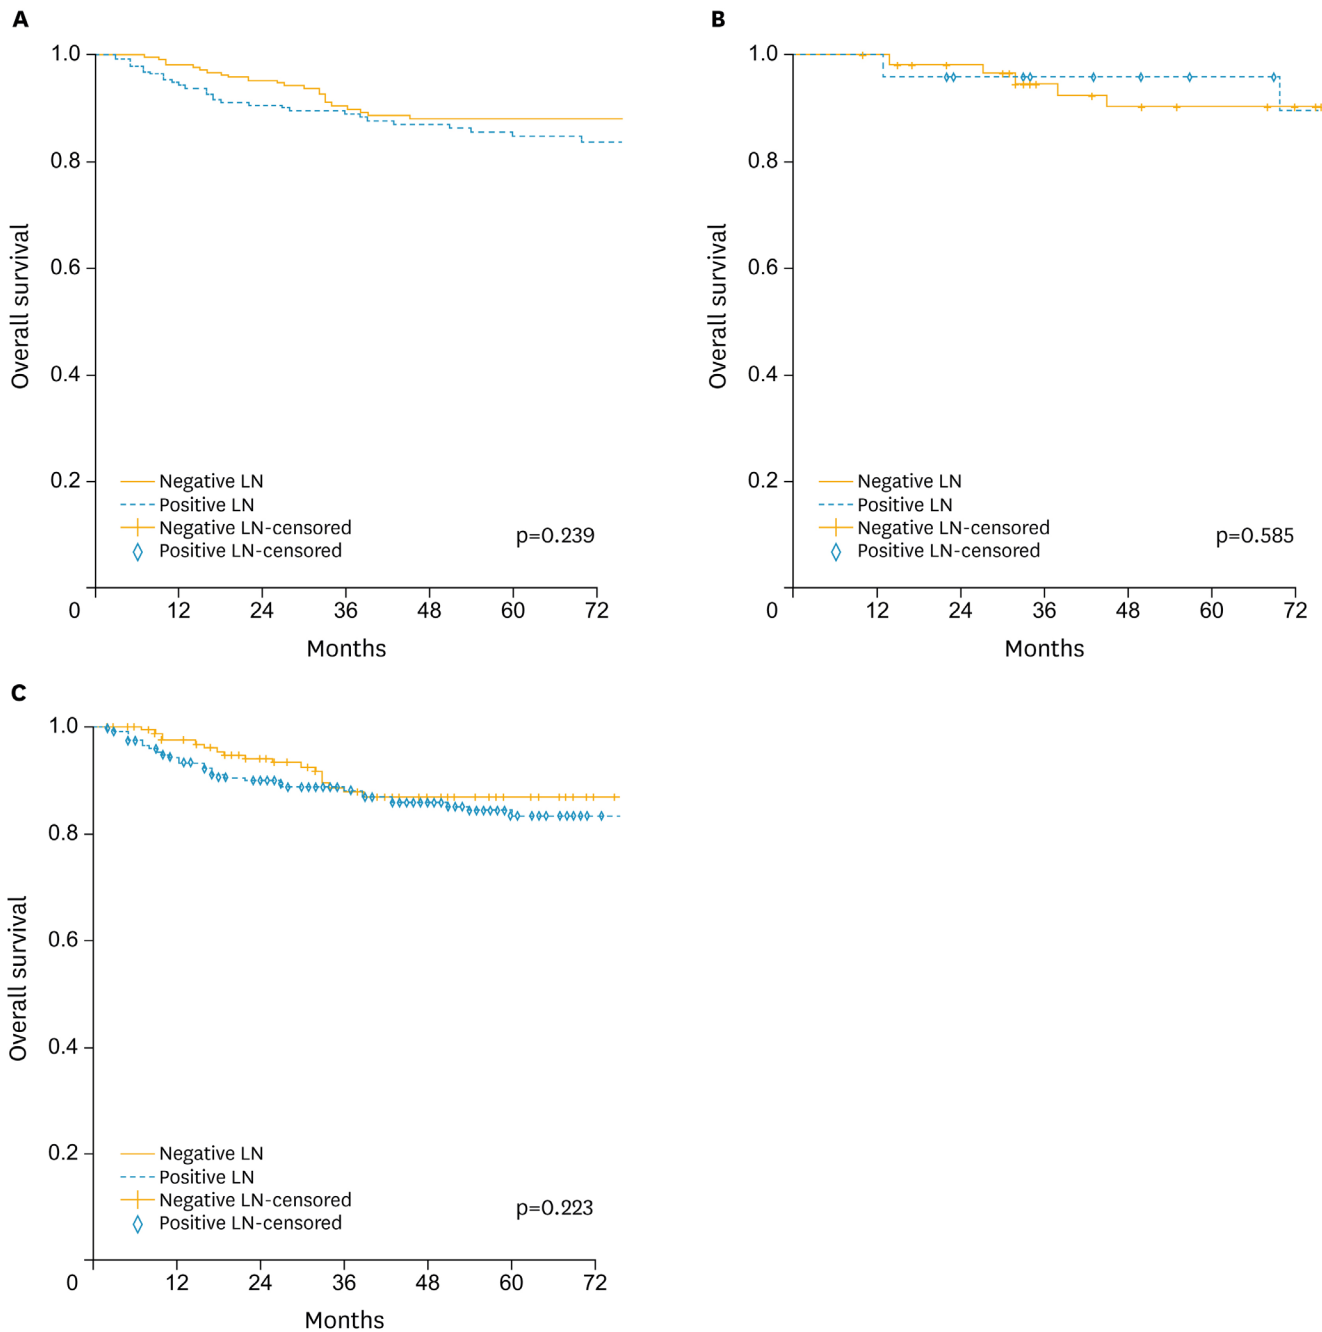 A
1.0
0.8
0.6
0.4
0.2
0
Overall survival
Negative LN
Positive LN
Negative LN-censored
Positive LN-censored
p=0.239
12 24 36 48 60 72
Months
B
1.0
0.8
0.6
0.4
0.2
0
Overall survival
Negative LN
Positive LN
Negative LN-censored
Positive LN-censored
p=0.585
12 24 36 48 60 72
Months
C
1.0
0.8
0.6
0.4
0.2
0
Overall survival
Negative LN
Positive LN
Negative LN-censored
Positive LN-censored
p=0.223
12 24 36 48 60 72
Months